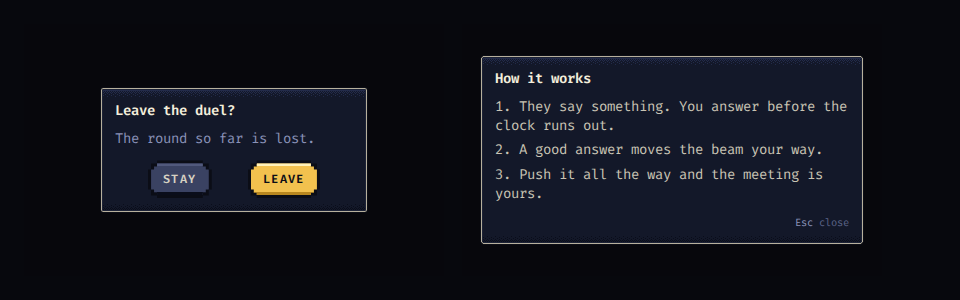 Leave the duel?
The round so far is lost.
STAY
LEAVE
How it works
1. They say something. You answer before the
clock runs out.
2. A good answer moves the beam your way.
3. Push it all the way and the meeting is
yours.
Esc close